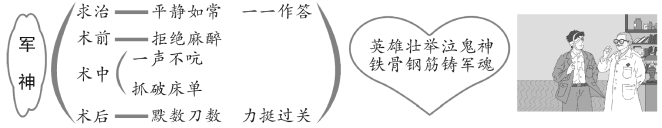 军神
求治——平静如常 一一作答
术前——拒绝麻醉
术中
一声不吭
抓破床单
术后——默数刀数 力挺过关
英雄壮举泣鬼神
铁骨钢筋铸军魂